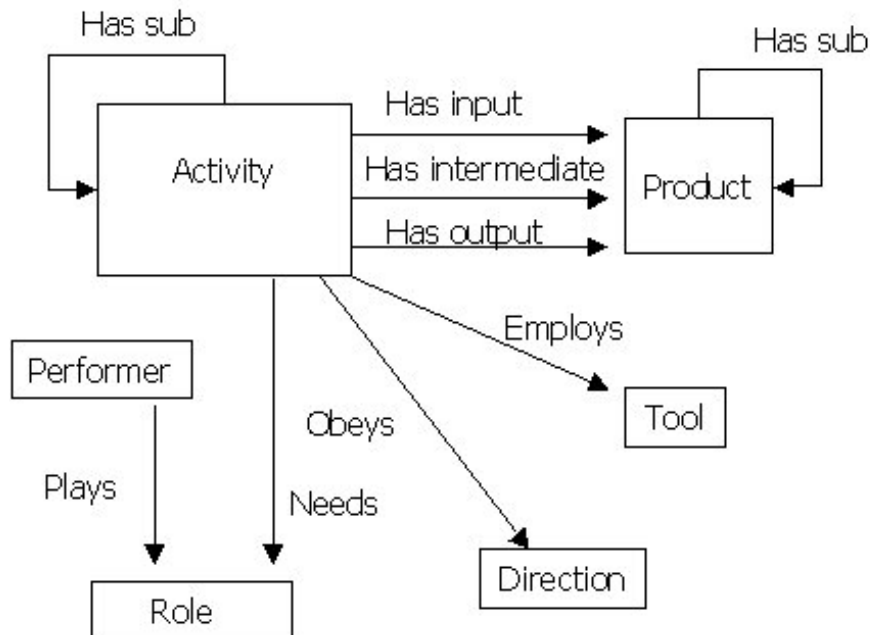 Has sub
Has sub
Has input
Activity
Has intermediate
Product
Has output
Employs
Performer
Tool
Obeys
Plays
Needs
Direction
Role